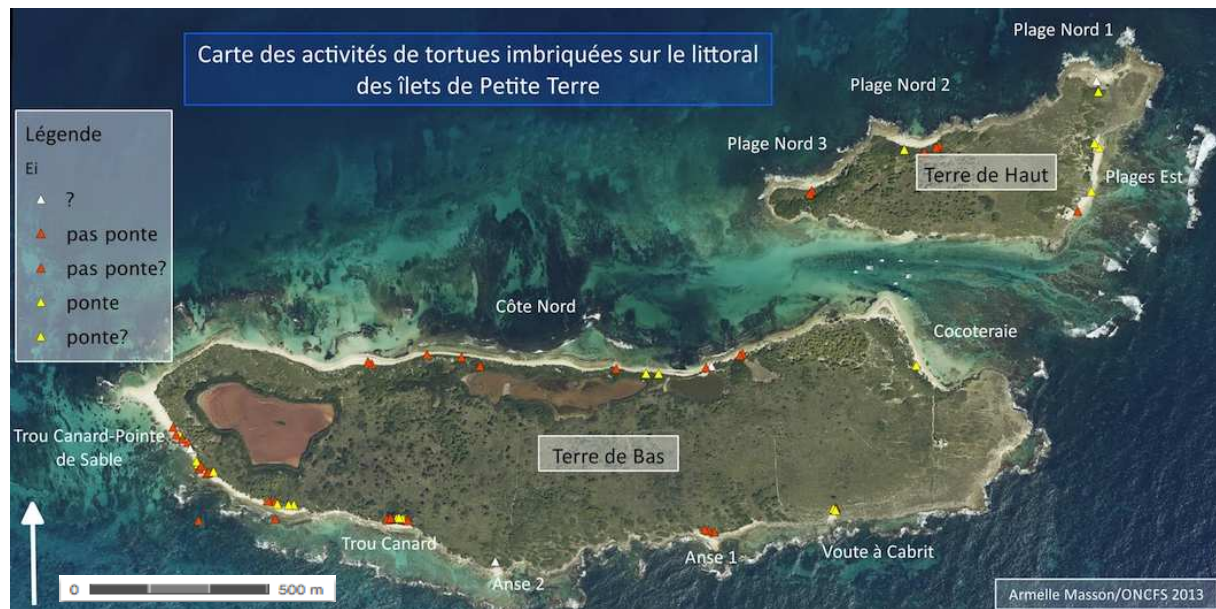 Carte des activités de tortues imbriquées sur le littoral
des îlets de Petite Terre
Plage Nord 1
Plage Nord 2
Plage Nord 3
Terre de Haut
Plages Est
Légende
Ei
?
pas ponte
pas ponte?
ponte
ponte?
Côte Nord
Cocoteraie
Trou Canard-Pointe
de Sable
Terre de Bas
Trou Canard
Anse 2
Anse 1
Voute à Cabrit
0 500 m
Armelle Masson/ONCFS 2013